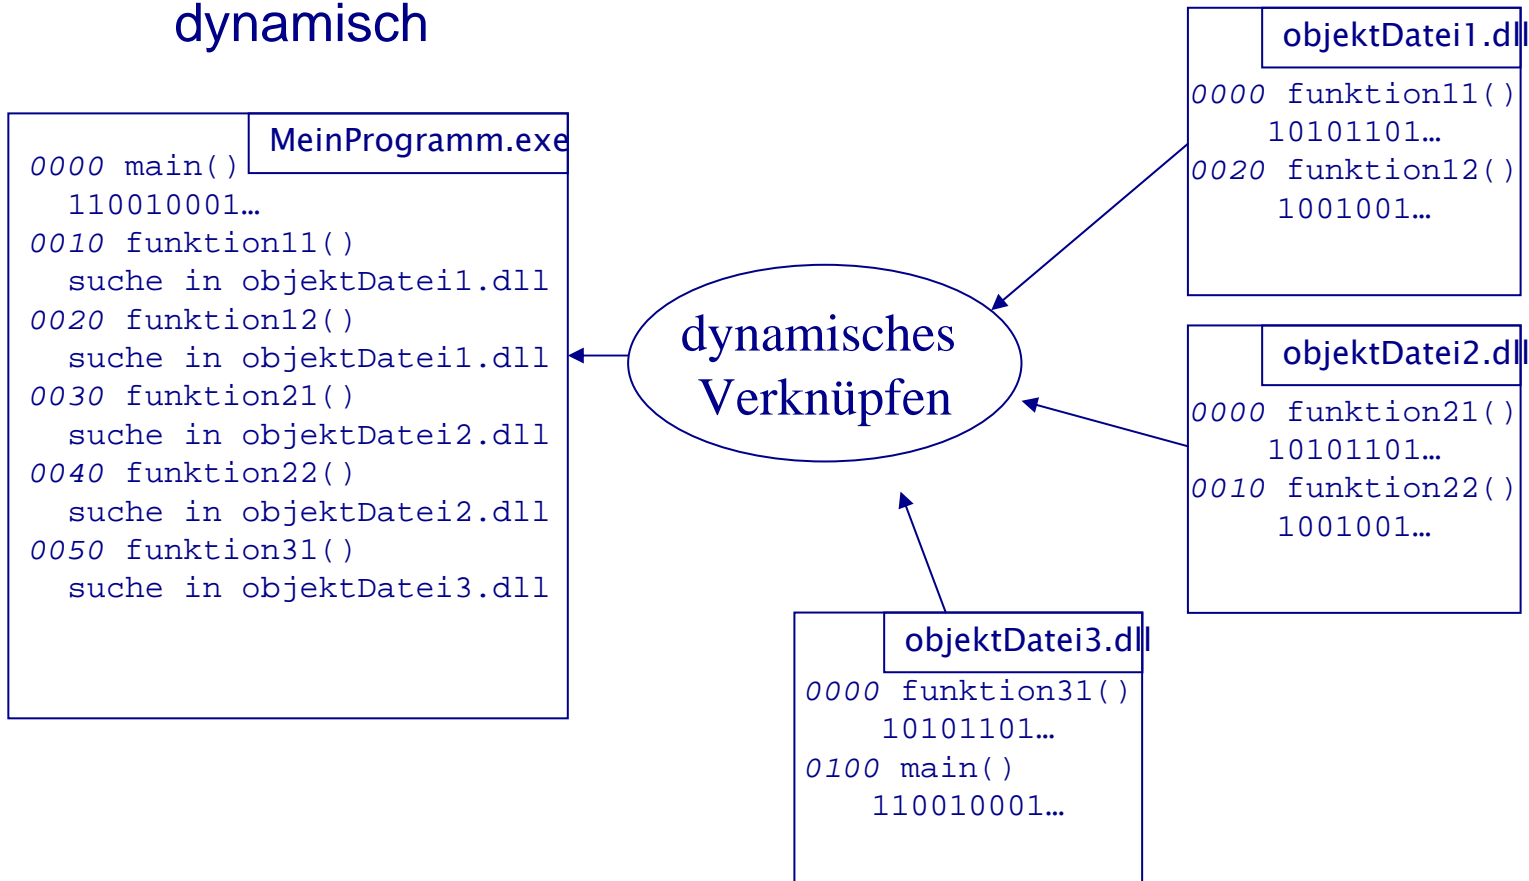 dynamisch
MeinProgramm.exe
0000 main()
110010001…
0010 funktion11()
suche in objektDatei1.dll
0020 funktion12()
suche in objektDatei1.dll
0030 funktion21()
suche in objektDatei2.dll
0040 funktion22()
suche in objektDatei2.dll
0050 funktion31()
suche in objektDatei3.dll
dynamisches
Verknüpfen
objektDatei1.dll
0000 funktion11()
10101101…
0020 funktion12()
1001001…
objektDatei2.dll
0000 funktion21()
10101101…
0010 funktion22()
1001001…
objektDatei3.dll
0000 funktion31()
10101101…
0100 main()
110010001…